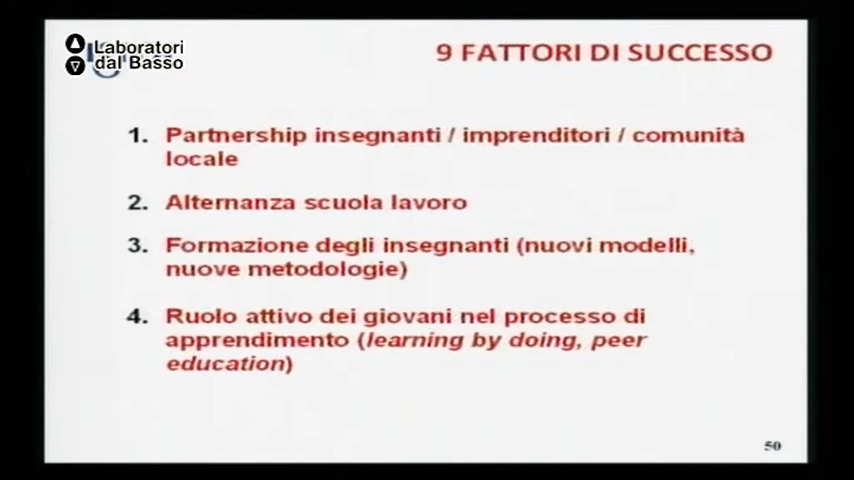 Laboratori
dal Basso
9 FATTORI DI SUCCESSO
1. Partnership insegnanti / imprenditori / comunità
locale
2. Alternanza scuola lavoro
3. Formazione degli insegnanti (nuovi modelli,
nuove metodologie)
4. Ruolo attivo dei giovani nel processo di
apprendimento (learning by doing, peer
education)
50